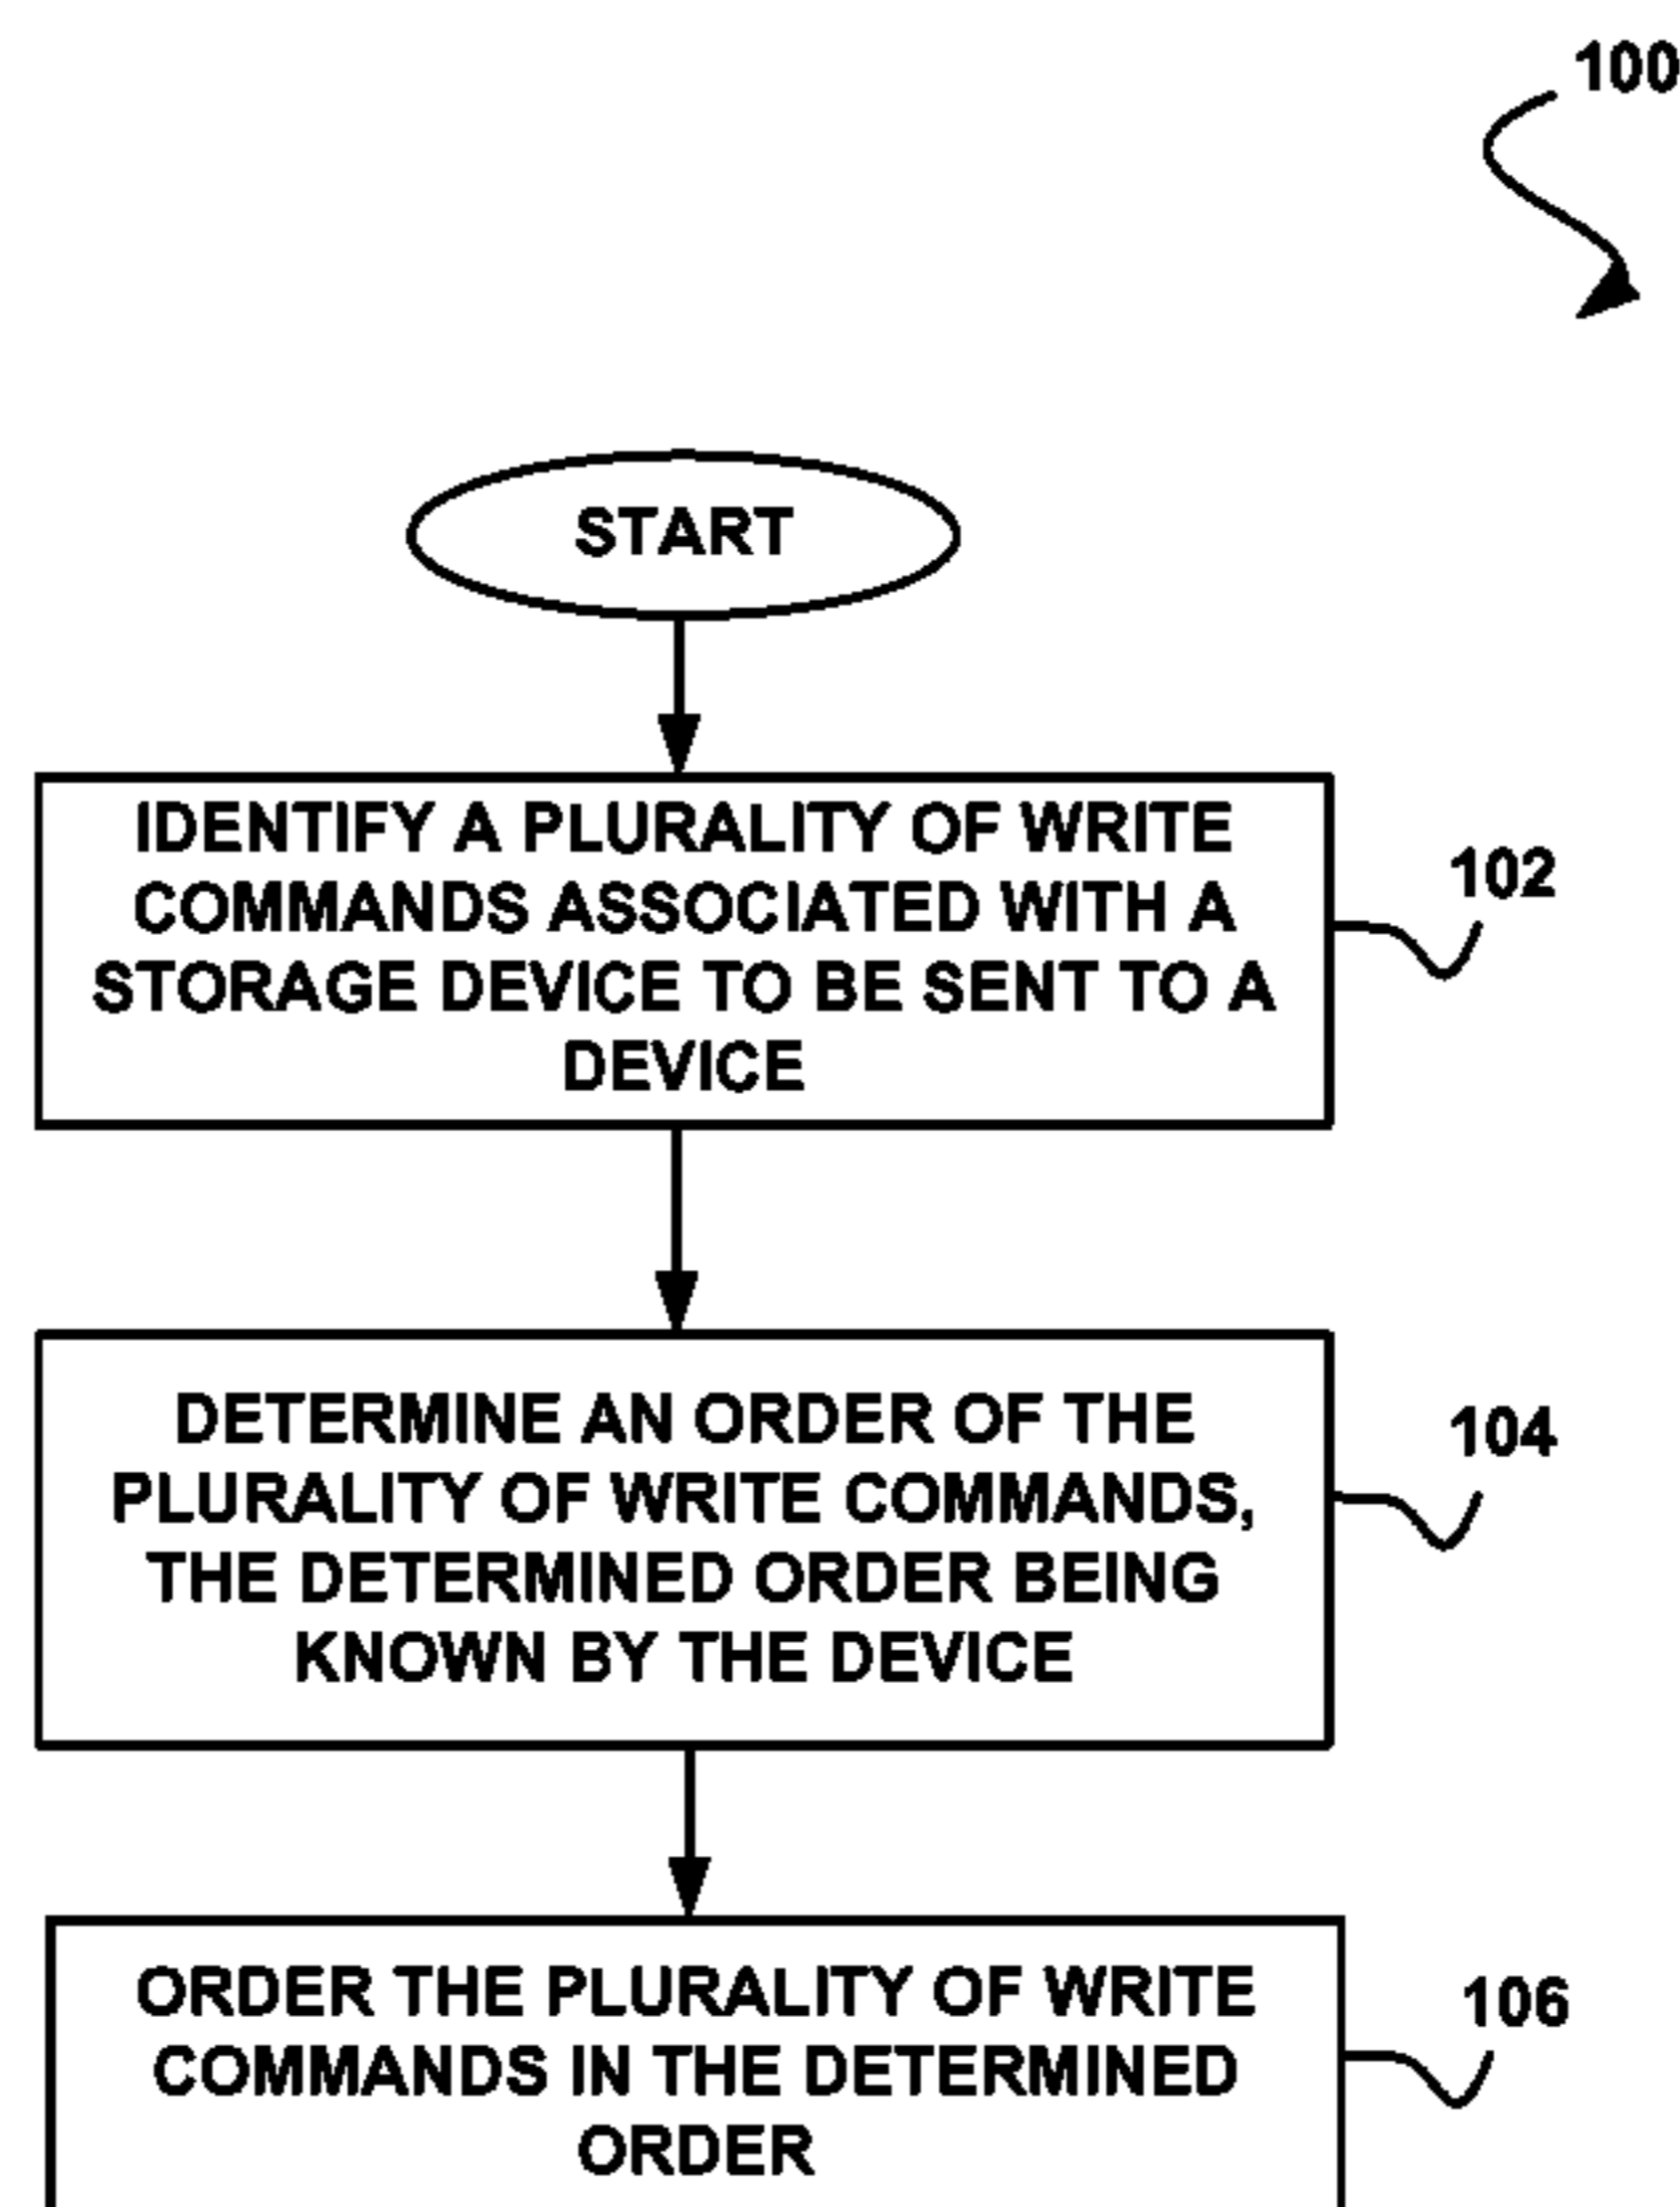 100
START
IDENTIFY A PLURALITY OF WRITE
COMMANDS ASSOCIATED WITH A
STORAGE DEVICE TO BE SENT TO A
DEVICE
102
DETERMINE AN ORDER OF THE
PLURALITY OF WRITE COMMANDS,
THE DETERMINED ORDER BEING
KNOWN BY THE DEVICE
104
ORDER THE PLURALITY OF WRITE
COMMANDS IN THE DETERMINED
ORDER
106